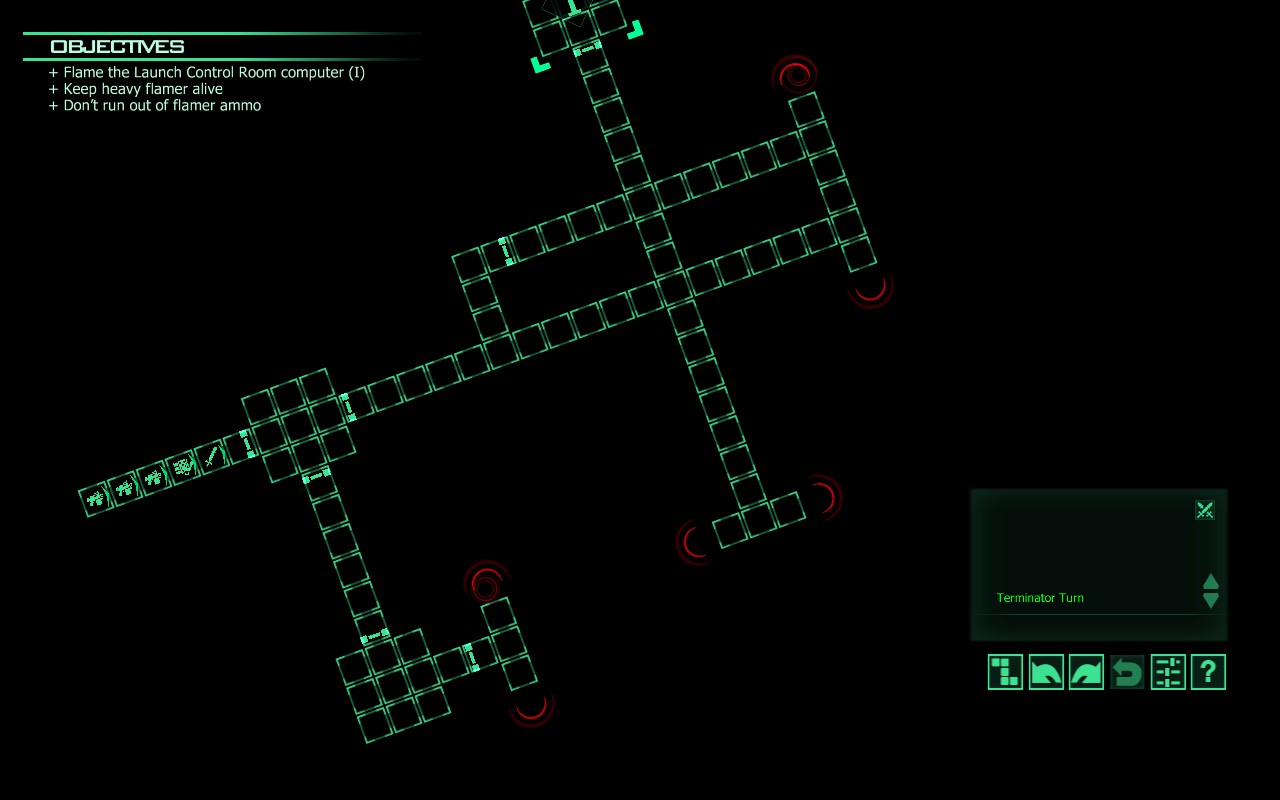 OBJECTIVES
+ Flame the Launch Control Room computer (I)
+ Keep heavy flamer alive
+ Don't run out of flamer ammo
Terminator Turn
?